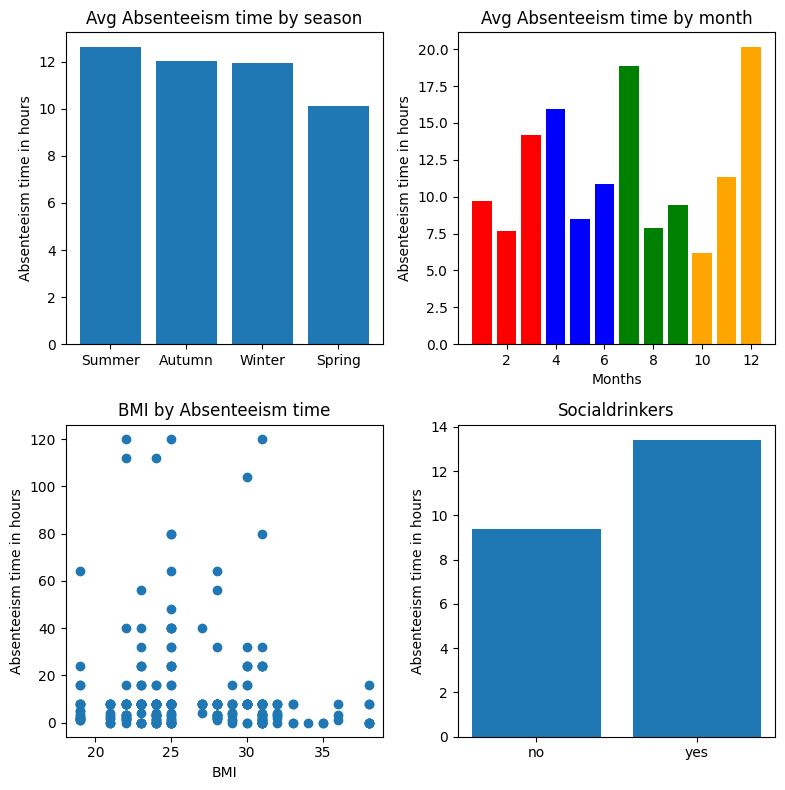 Avg Absenteeism time by season
Absenteeism time in hours
12
10
8
6
4
2
0
Summer Autumn Winter Spring
Avg Absenteeism time by month
Absenteeism time in hours
20.0
17.5
15.0
12.5
10.0
7.5
5.0
2.5
0.0
2 4 6 8 10 12
Months
BMI by Absenteeism time
Absenteeism time in hours
120
100
80
60
40
20
0
20 25 30 35
BMI
Socialdrinkers
Absenteeism time in hours
14
12
10
8
6
4
2
0
no yes